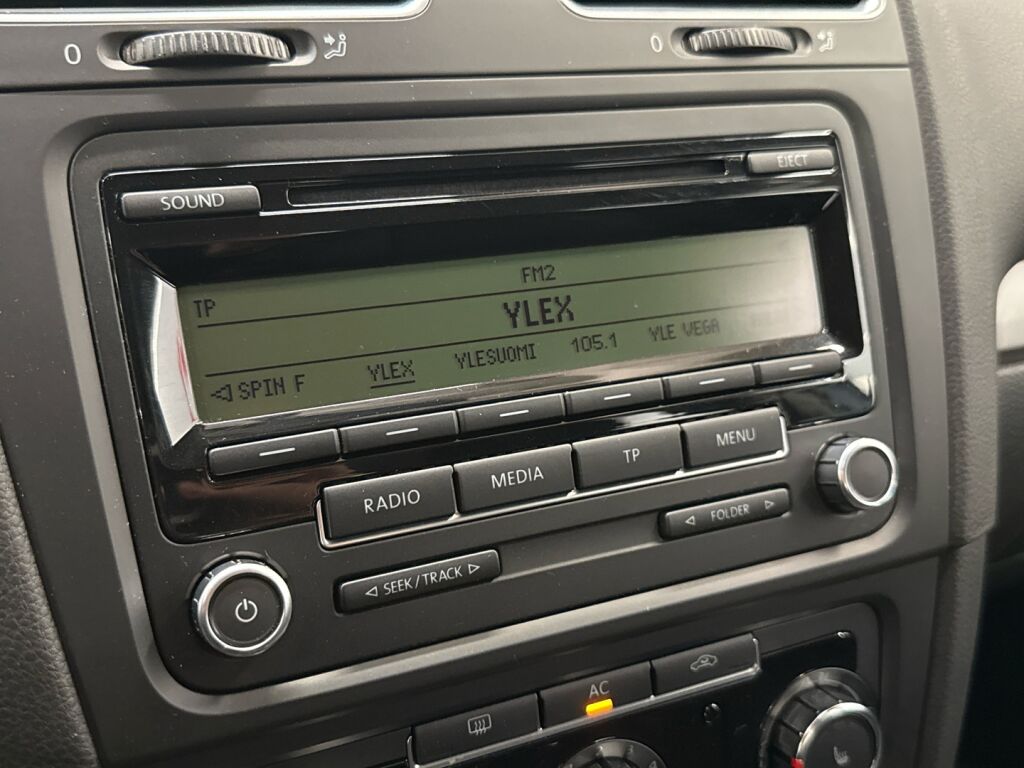 0 0
EJECT
SOUND
FM2
TP
YLEX
SPIN F YLEX YLESUOMI 105.1 YLE VEGA
RADIO MEDIA TP MENU
FOLDER
SEEK/TRACK
AC